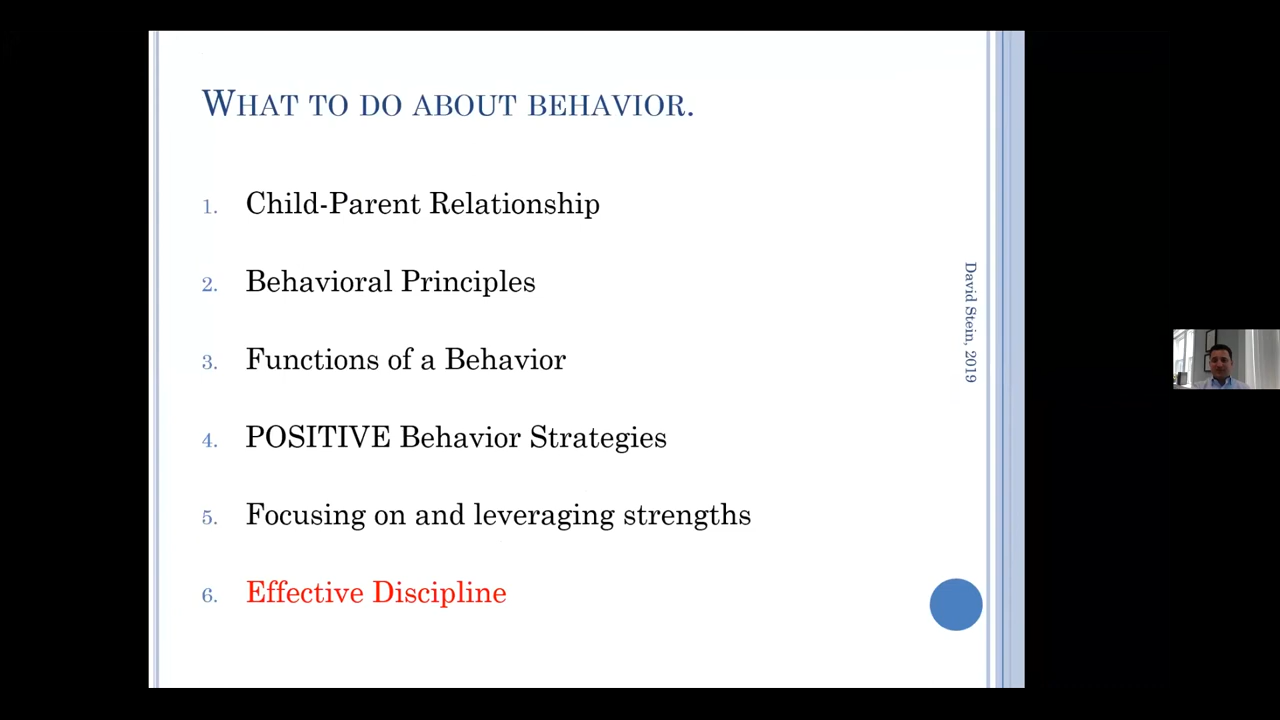 What to do about behavior.
1. Child-Parent Relationship
2. Behavioral Principles
3. Functions of a Behavior
4. POSITIVE Behavior Strategies
5. Focusing on and leveraging strengths
6. Effective Discipline
David Stein, 2019